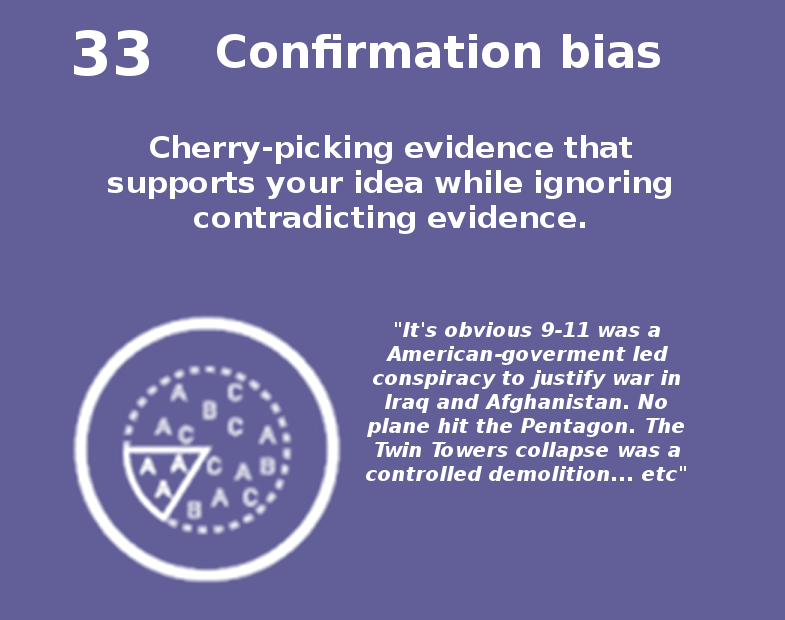 33 Confirmation bias
Cherry-picking evidence that
supports your idea while ignoring
contradicting evidence.
"It's obvious 9-11 was a
American-goverment led
conspiracy to justify war in
Iraq and Afghanistan. No
plane hit the Pentagon. The
Twin Towers collapse was a
controlled demolition... etc"
A C
B
A C C A
A A C A B
A A C
B